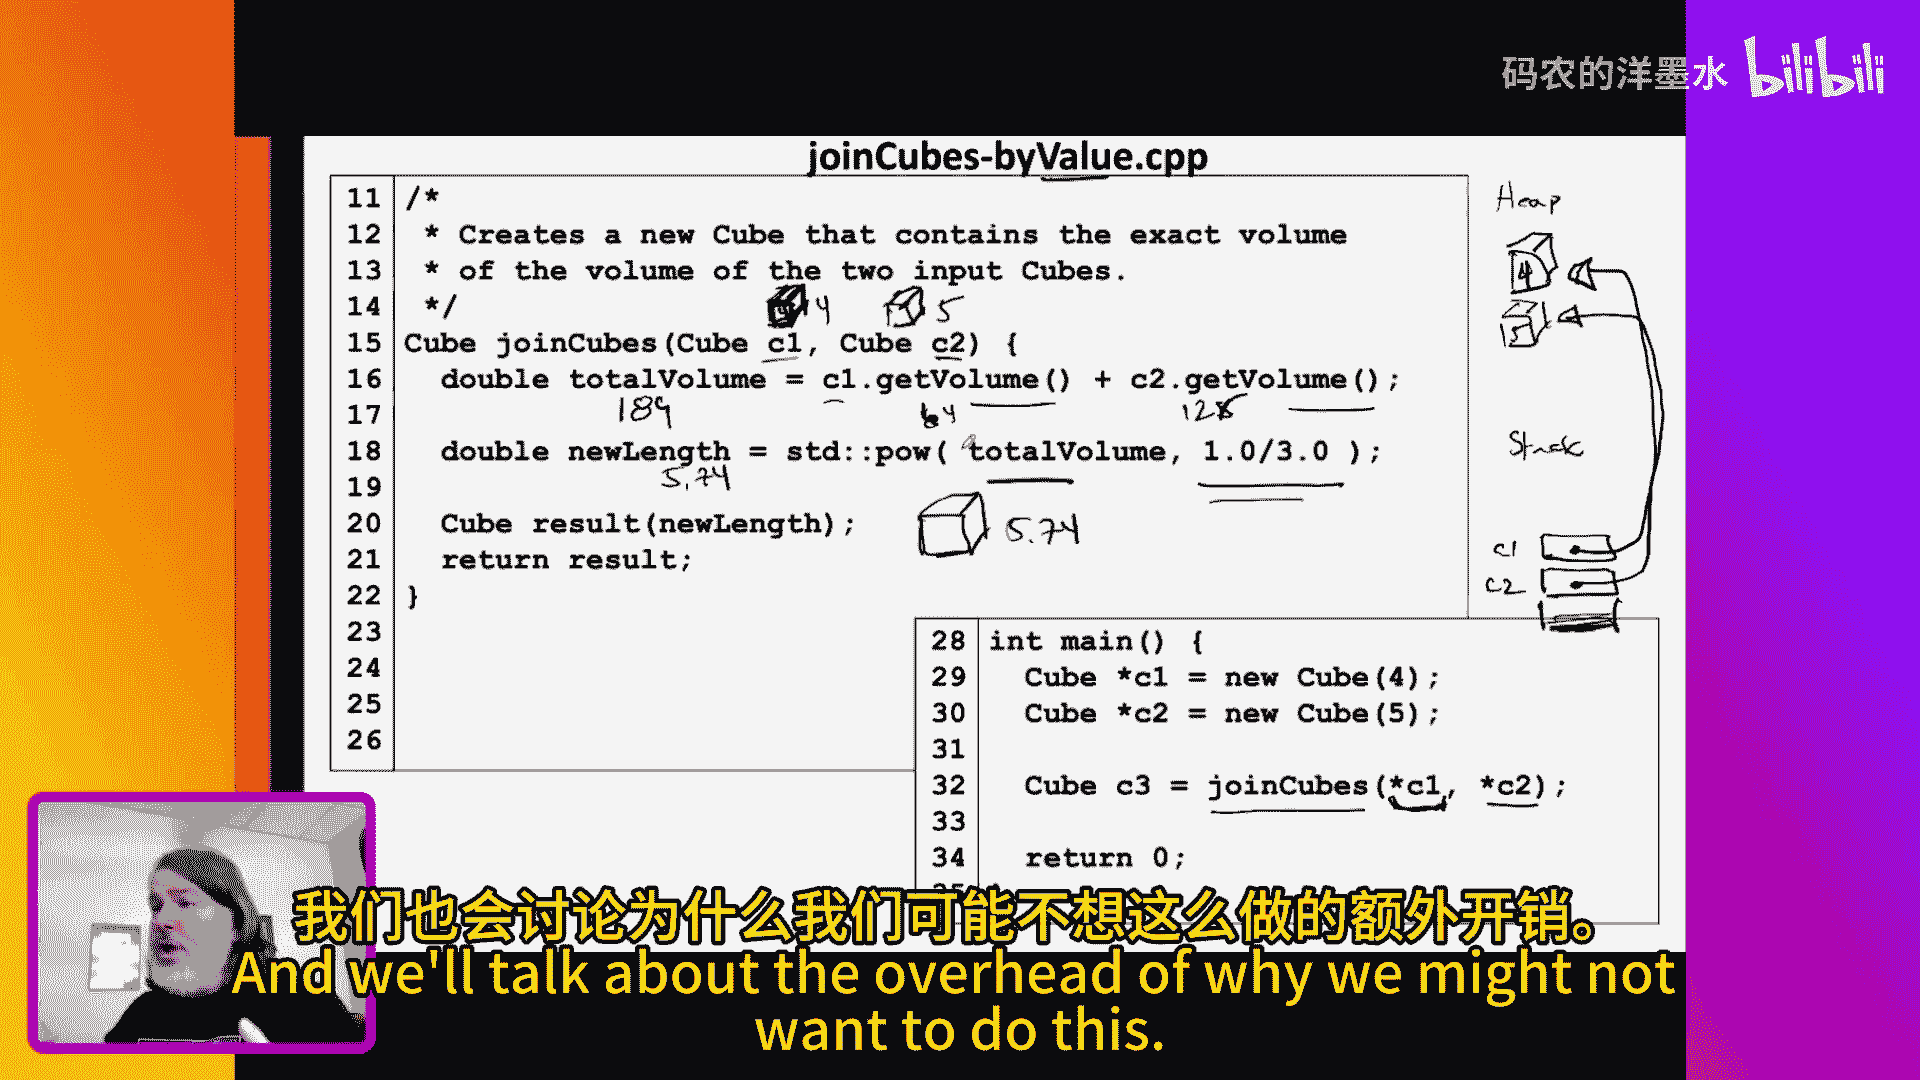 码农的洋墨水 bilibili
joinCubes-byValue.cpp
11 /*
12  * Creates a new Cube that contains the exact volume
13  * of the volume of the two input Cubes.
14  */
4 5
15 Cube joinCubes(Cube c1, Cube c2) {
16   double totalVolume = c1.getVolume() + c2.getVolume();
17
189 64 125
18   double newLength = std::pow( totalVolume, 1.0/3.0 );
5.74
19
20   Cube result(newLength);
5.74
21   return result;
22 }
23
24
25
26
Heap
4
5
Stack
c1
c2
28 int main() {
29   Cube *c1 = new Cube(4);
30   Cube *c2 = new Cube(5);
31
32   Cube c3 = joinCubes(*c1, *c2);
33
34   return 0;
我们也会讨论为什么我们可能不想这么做的额外开销。
And we'll talk about the overhead of why we might not
want to do this.